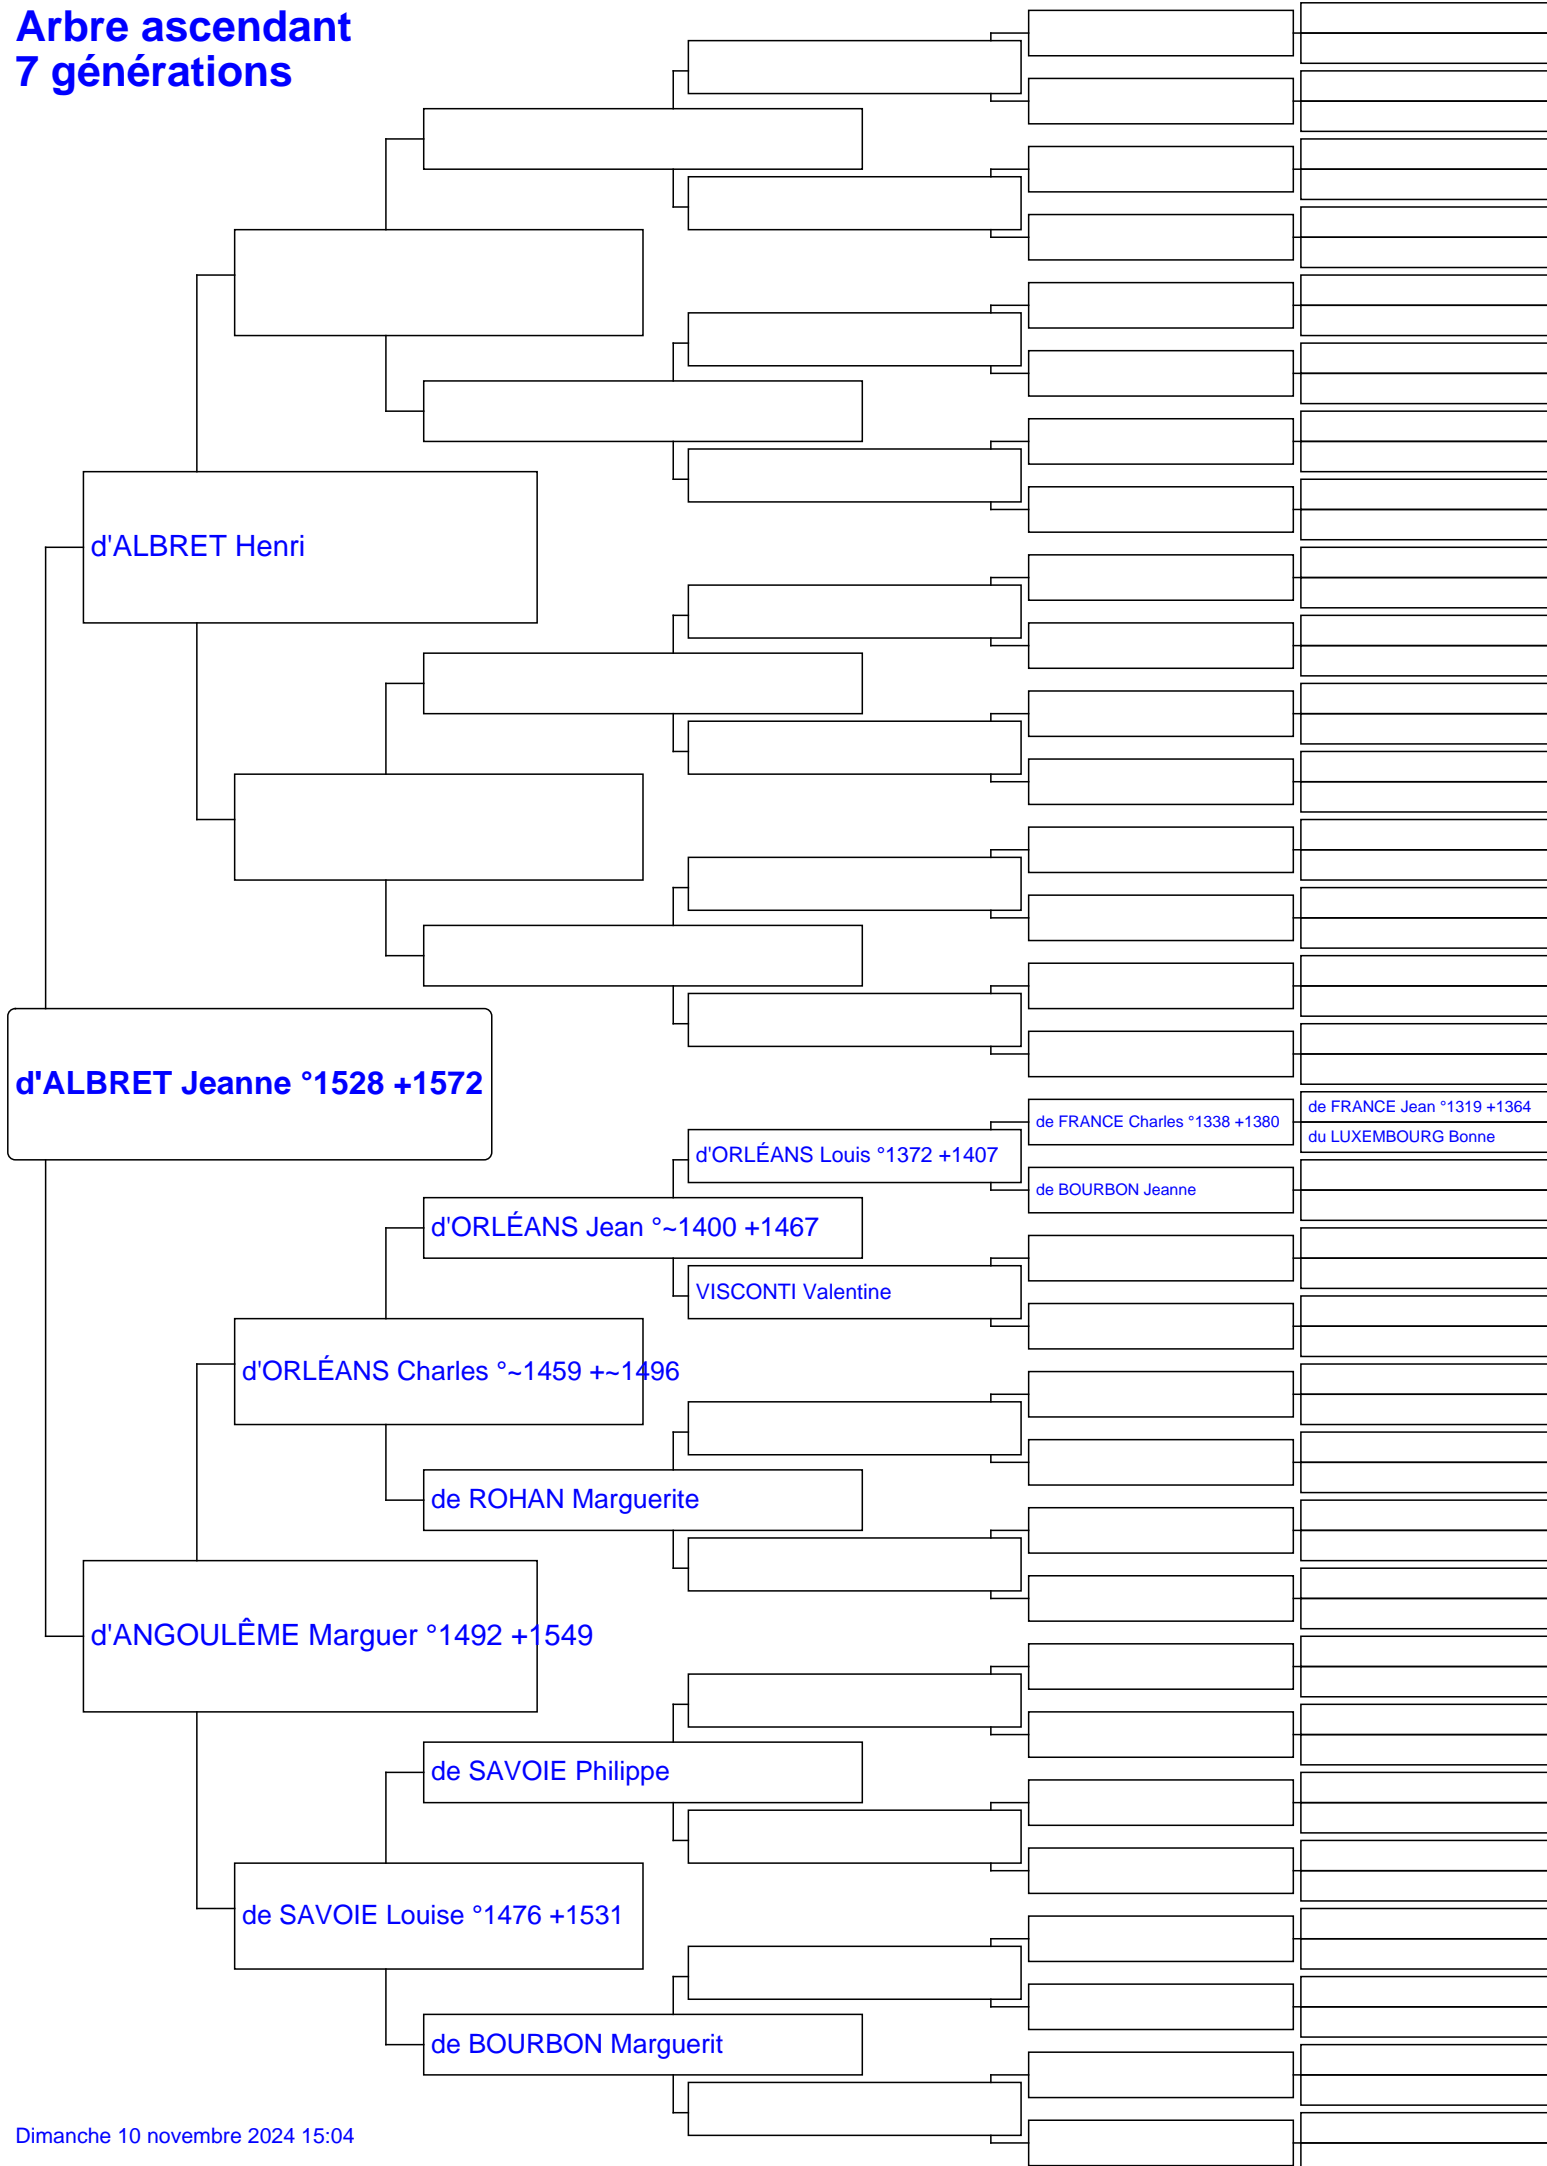 Arbre ascendant
7 générations
d'ALBRET Henri
d'ALBRET Jeanne °1528 +1572
de FRANCE Jean °1319 +1364
de FRANCE Charles °1338 +1380
du LUXEMBOURG Bonne
d'ORLÉANS Louis °1372 +1407
de BOURBON Jeanne
d'ORLÉANS Jean °~1400 +1467
VISCONTI Valentine
d'ORLÉANS Charles °~1459 +~1496
de ROHAN Marguerite
d'ANGOULÊME Marguer °1492 +1549
de SAVOIE Philippe
de SAVOIE Louise °1476 +1531
de BOURBON Marguerit
Dimanche 10 novembre 2024 15:04